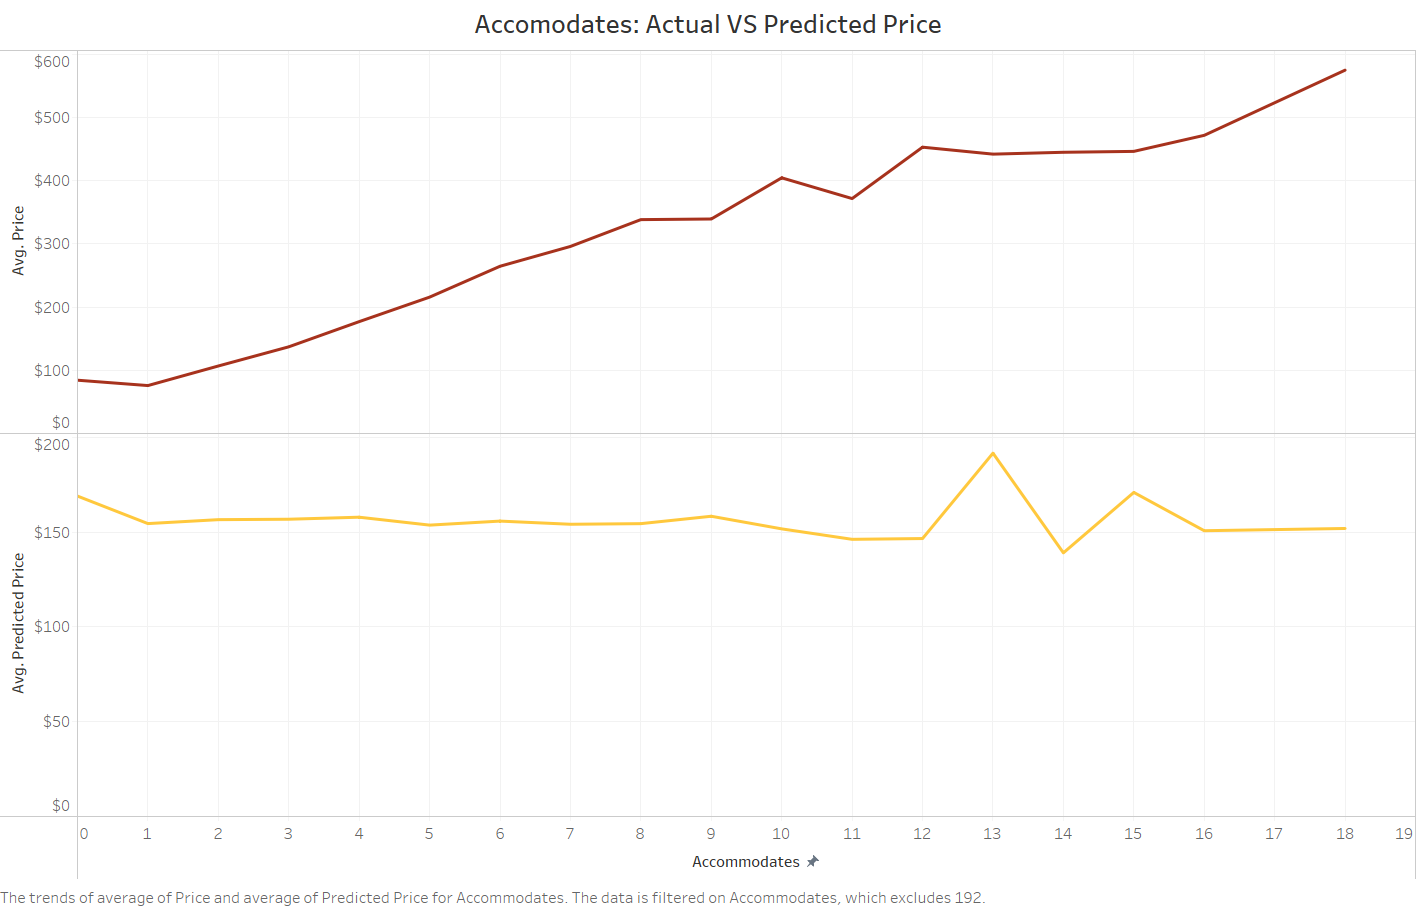 Accomodates: Actual VS Predicted Price
$600
$500
$400
$300
$200
$100
$0
Avg. Price
$200
$150
$100
$50
$0
Avg. Predicted Price
0 1 2 3 4 5 6 7 8 9 10 11 12 13 14 15 16 17 18 19
Accommodates
The trends of average of Price and average of Predicted Price for Accommodates. The data is filtered on Accommodates, which excludes 192.